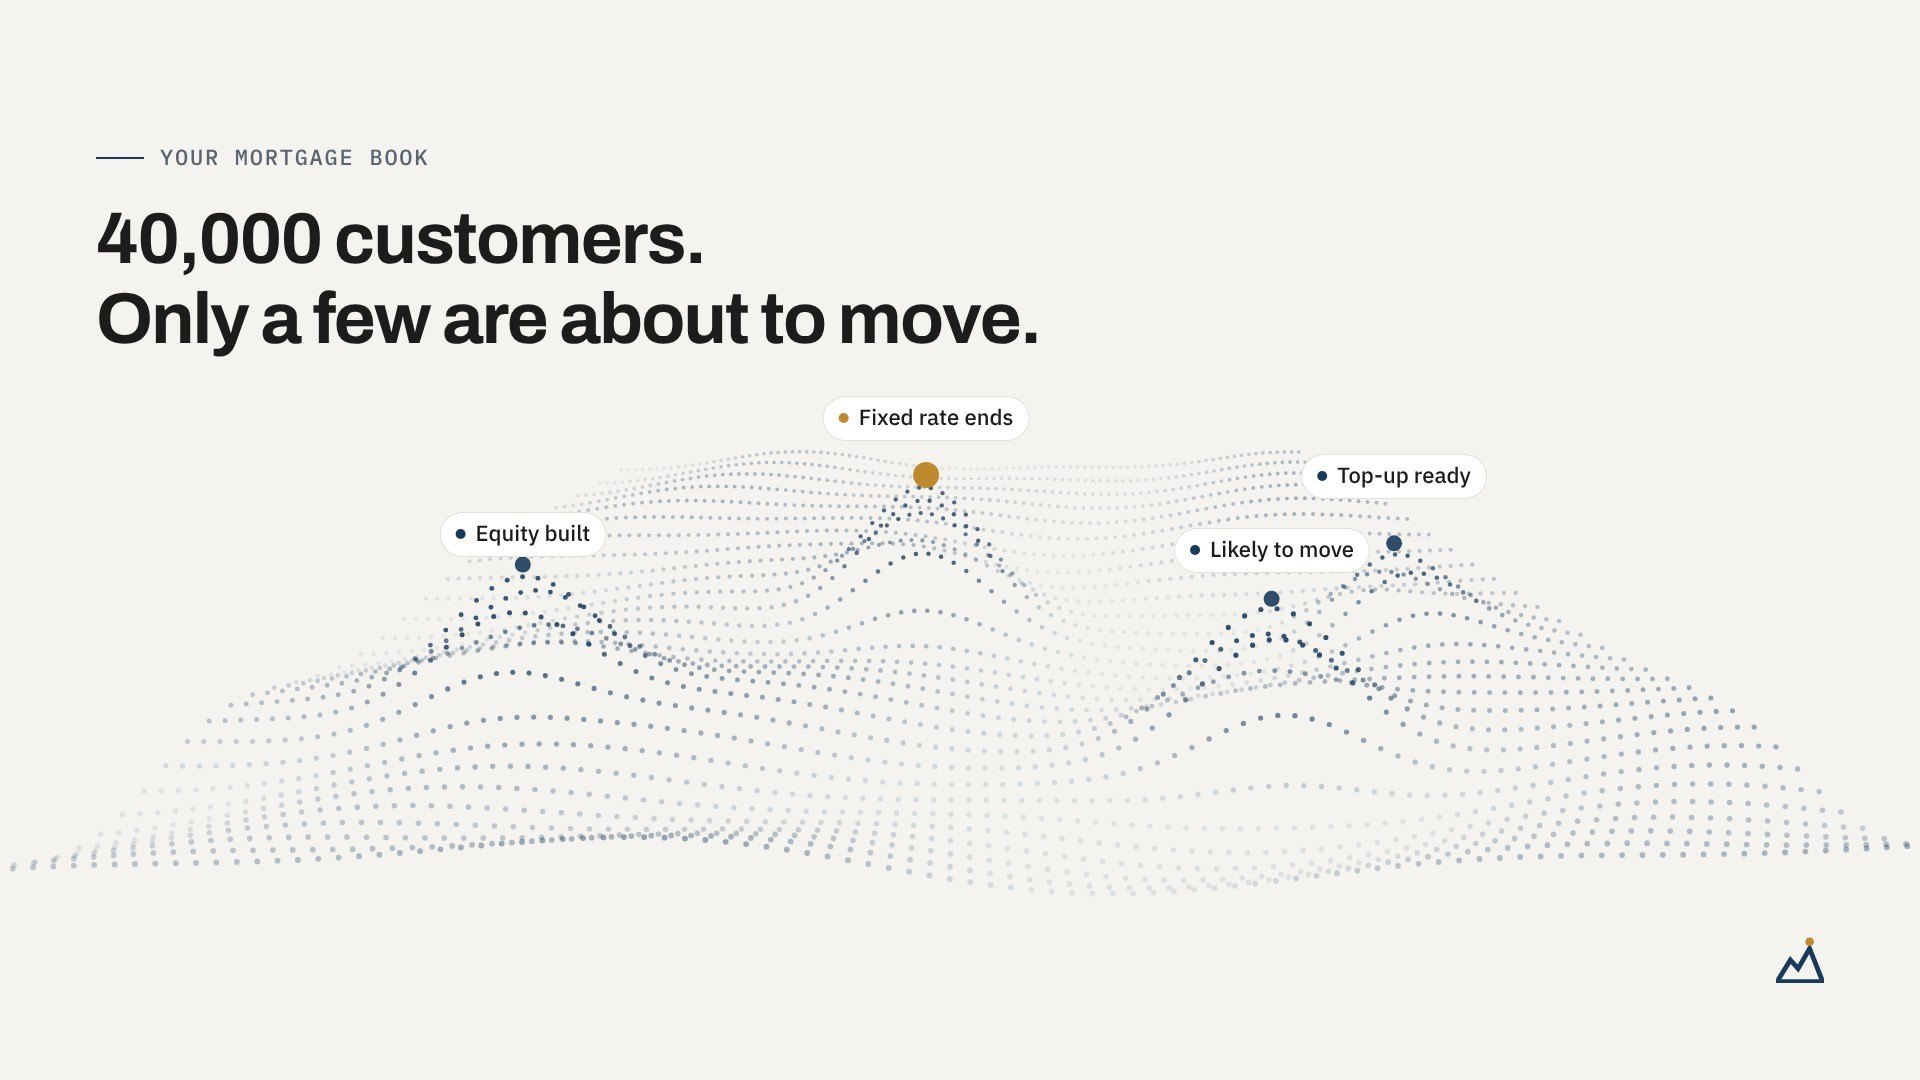 YOUR MORTGAGE BOOK
40,000 customers.
Only a few are about to move.
Fixed rate ends
Top-up ready
Equity built
Likely to move